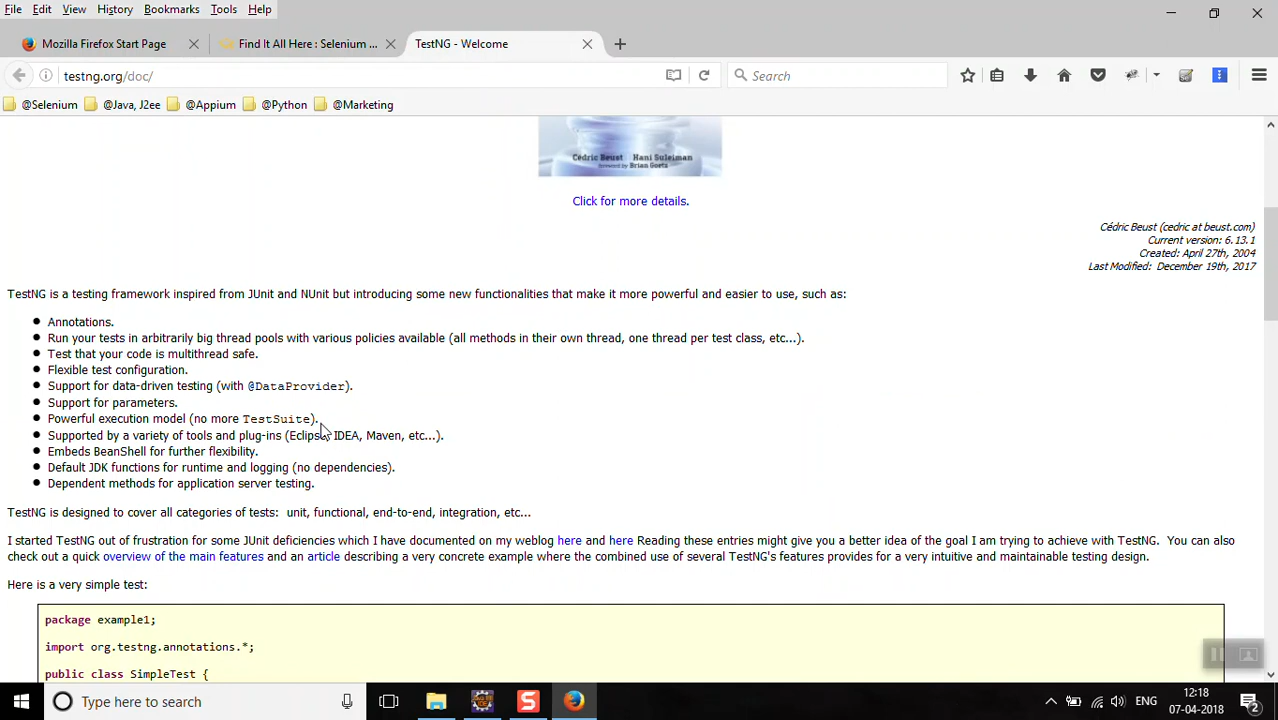 File Edit View History Bookmarks Tools Help
Mozilla Firefox Start Page
Find It All Here : Selenium ...
TestNG - Welcome
testng.org/doc/
Search
@Selenium
@Java, J2ee
@Appium
@Python
@Marketing
Cédric Beust Hani Suleiman
foreword by Brian Goetz
Click for more details.
Cédric Beust (cedric at beust.com)
Current version: 6.13.1
Created: April 27th, 2004
Last Modified: December 19th, 2017
TestNG is a testing framework inspired from JUnit and NUnit but introducing some new functionalities that make it more powerful and easier to use, such as:
Annotations.
Run your tests in arbitrarily big thread pools with various policies available (all methods in their own thread, one thread per test class, etc...).
Test that your code is multithread safe.
Flexible test configuration.
Support for data-driven testing (with @DataProvider).
Support for parameters.
Powerful execution model (no more TestSuite).
Supported by a variety of tools and plug-ins (Eclipse, IDEA, Maven, etc...).
Embeds BeanShell for further flexibility.
Default JDK functions for runtime and logging (no dependencies).
Dependent methods for application server testing.
TestNG is designed to cover all categories of tests: unit, functional, end-to-end, integration, etc...
I started TestNG out of frustration for some JUnit deficiencies which I have documented on my weblog here and here Reading these entries might give you a better idea of the goal I am trying to achieve with TestNG. You can also
check out a quick overview of the main features and an article describing a very concrete example where the combined use of several TestNG's features provides for a very intuitive and maintainable testing design.
Here is a very simple test:
package example1;
import org.testng.annotations.*;
public class SimpleTest {
Type here to search
ENG
12:18
07-04-2018
2